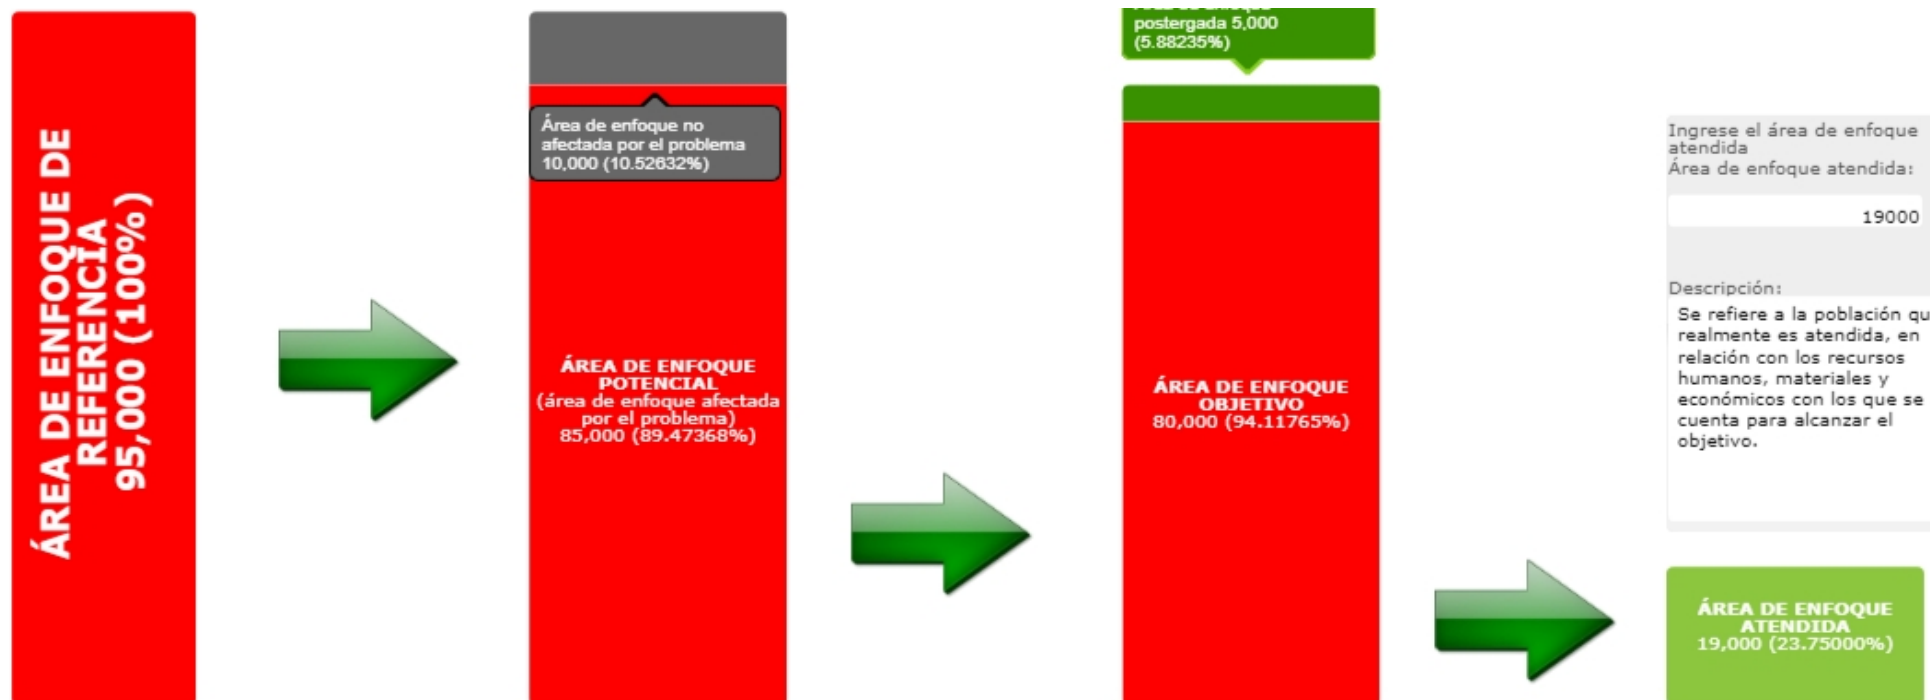 ÁREA DE ENFOQUE DE
REFERENCIA
95,000 (100%)
Área de enfoque no
afectada por el problema
10,000 (10.52632%)
ÁREA DE ENFOQUE
POTENCIAL
(área de enfoque afectada
por el problema)
85,000 (89.47368%)
postergada 5,000
(5.88235%)
ÁREA DE ENFOQUE
OBJETIVO
80,000 (94.11765%)
Ingrese el área de enfoque
atendida
Área de enfoque atendida:
19000
Descripción:
Se refiere a la población qu
realmente es atendida, en
relación con los recursos
humanos, materiales y
económicos con los que se
cuenta para alcanzar el
objetivo.
ÁREA DE ENFOQUE
ATENDIDA
19,000 (23.75000%)